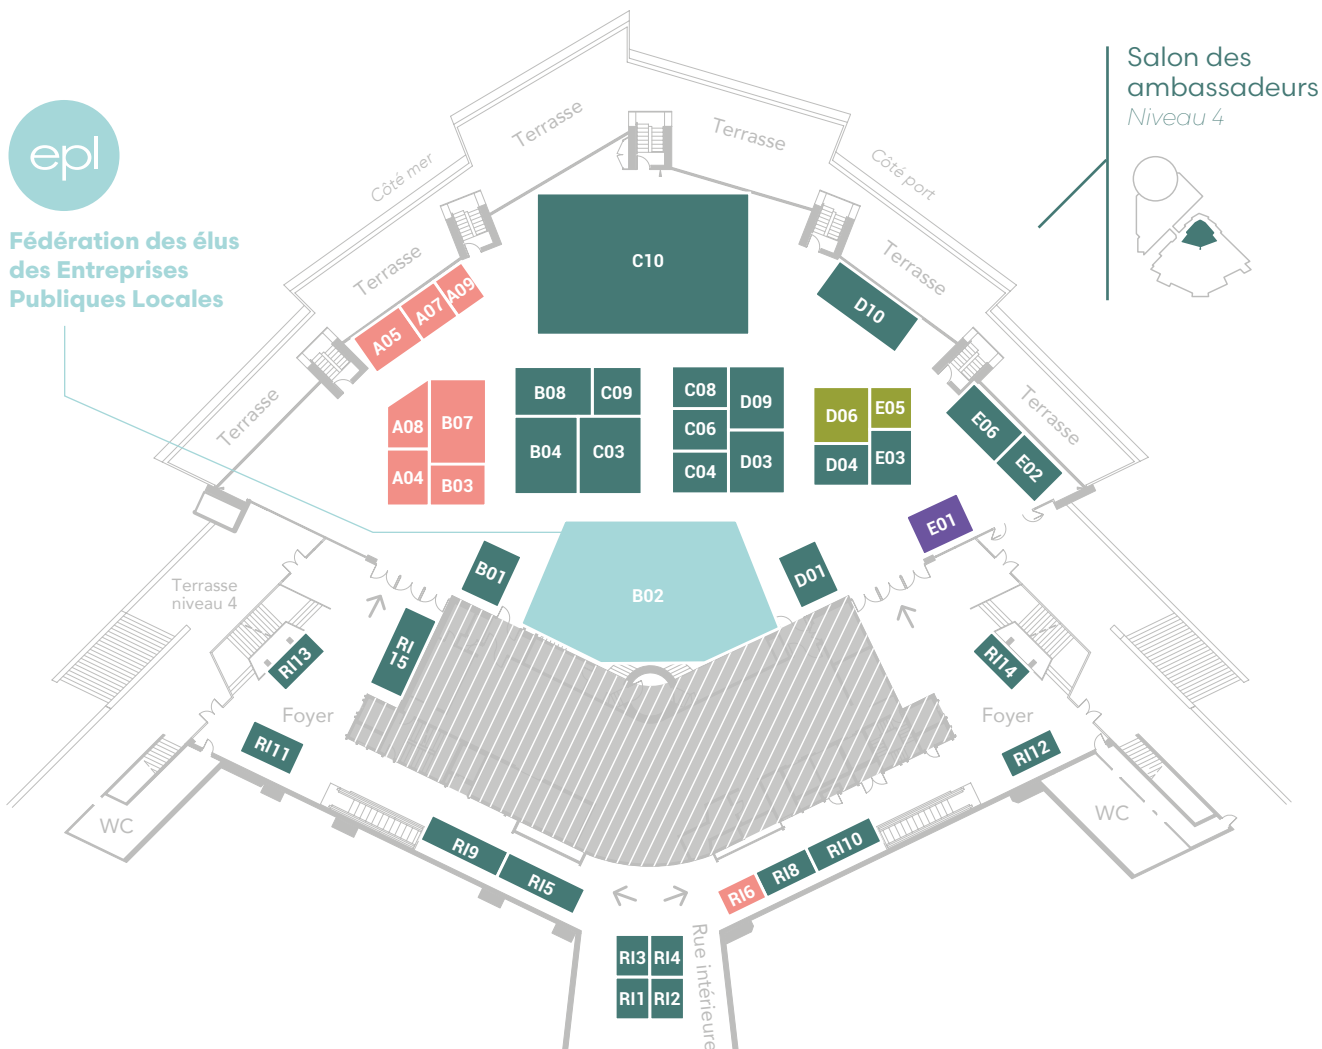 Salon des
ambassadeurs
Niveau 4
epl
Fédération des élus
des Entreprises
Publiques Locales
Terrasse
Terrasse
Côté mer
Côté port
Terrasse
Terrasse
Terrasse
Terrasse
C10
D10
A09
A07
A05
A08
B07
A04
B03
B08
C09
B04
C03
C08
D09
C06
C04
D03
D06
E05
D04
E03
E06
E02
E01
B01
B02
D01
Terrasse
niveau 4
RI
15
RI13
RI14
Foyer
Foyer
RI11
RI12
WC
WC
RI9
RI5
RI6
RI8
RI10
RI3
RI4
RI1
RI2
Rue intérieure